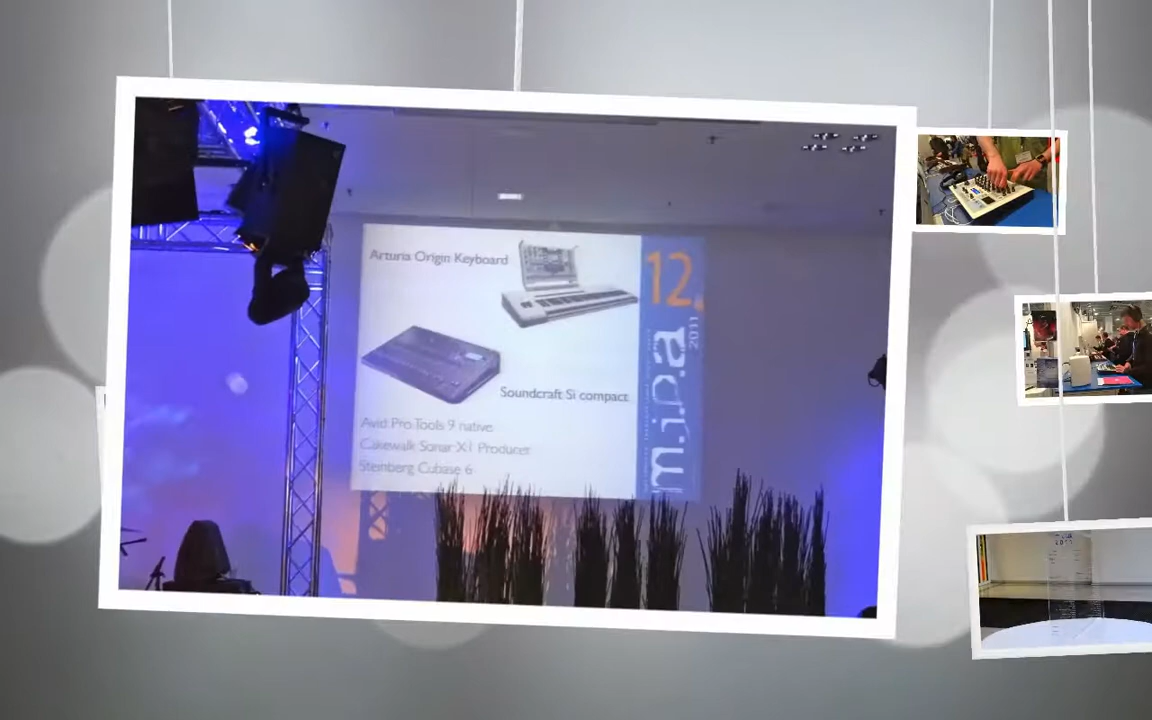 Arturia Origin Keyboard
12.
2011
m.i.p.a
Soundcraft Si compact
Avid Pro Tools 9 native
Cakewalk Sonar X1 Producer
Steinberg Cubase 6